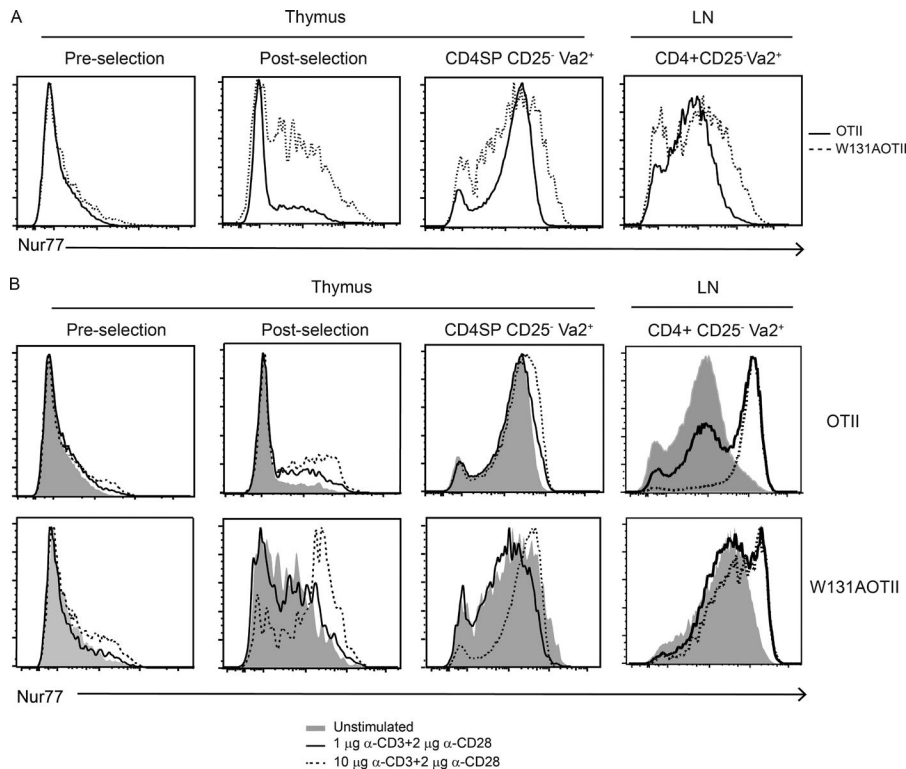 A
Thymus
LN
Pre-selection
Post-selection
CD4SP CD25- Va2+
CD4+CD25-Va2+
OTII
W131AOTII
Nur77
B
Thymus
LN
Pre-selection
Post-selection
CD4SP CD25- Va2+
CD4+ CD25- Va2+
OTII
W131AOTII
Nur77
Unstimulated
1 µg α-CD3+2 µg α-CD28
10 µg α-CD3+2 µg α-CD28